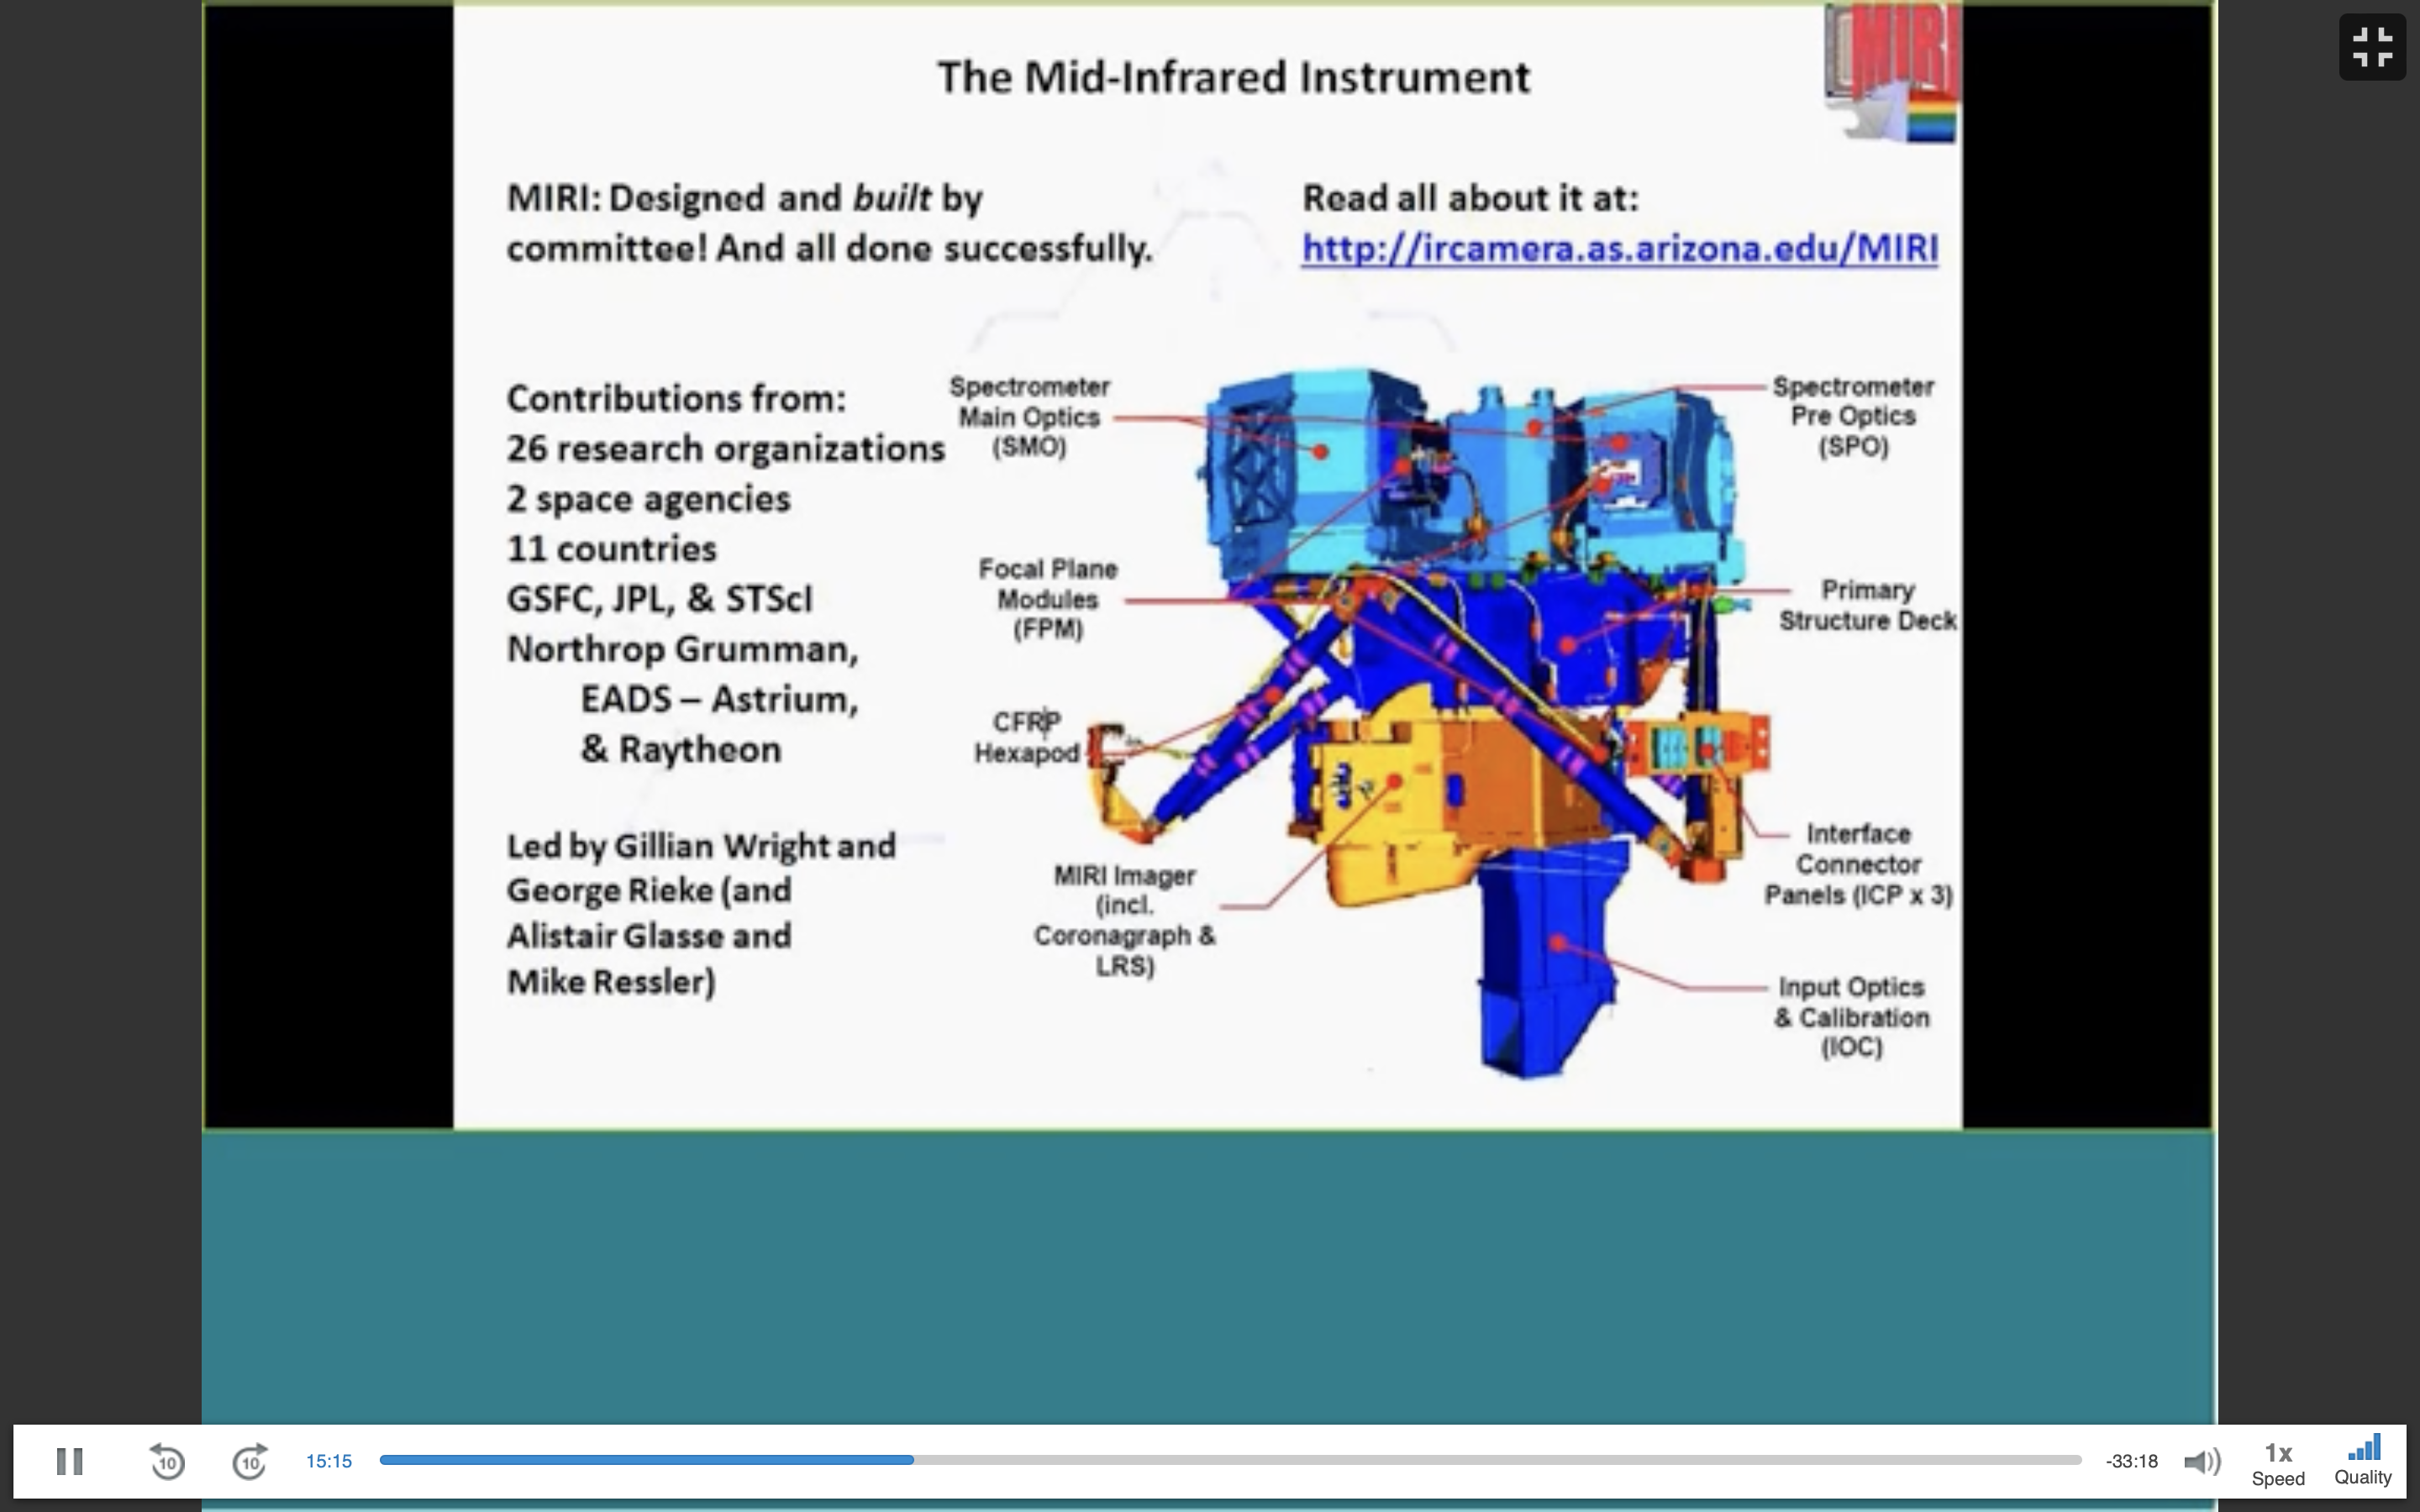 The Mid-Infrared Instrument
MIRI
MIRI: Designed and built by
committee! And all done successfully.
Read all about it at:
http://ircamera.as.arizona.edu/MIRI
Contributions from:
26 research organizations
2 space agencies
11 countries
GSFC, JPL, & STScI
Northrop Grumman,
EADS – Astrium,
& Raytheon
Led by Gillian Wright and
George Rieke (and
Alistair Glasse and
Mike Ressler)
Spectrometer
Main Optics
(SMO)
Focal Plane
Modules
(FPM)
CFRP
Hexapod
MIRI Imager
(incl.
Coronagraph &
LRS)
Spectrometer
Pre Optics
(SPO)
Primary
Structure Deck
Interface
Connector
Panels (ICP x 3)
Input Optics
& Calibration
(IOC)
10
10
15:15
-33:18
1x
Speed
Quality